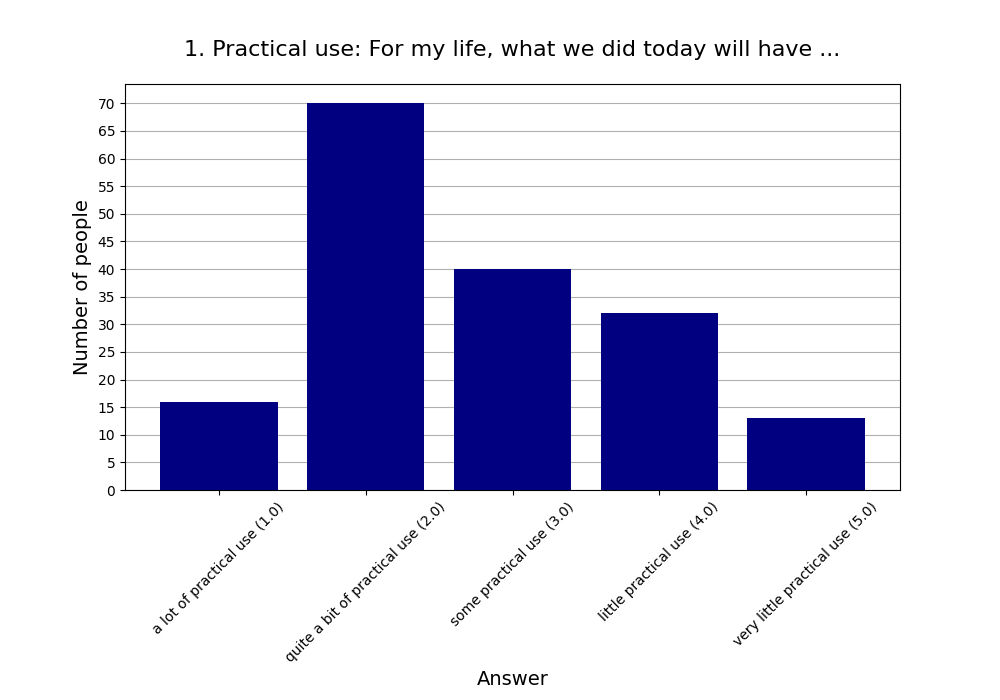 1. Practical use: For my life, what we did today will have ...
Number of people
70
65
60
55
50
45
40
35
30
25
20
15
10
5
0
a lot of practical use (1.0)
quite a bit of practical use (2.0)
some practical use (3.0)
little practical use (4.0)
very little practical use (5.0)
Answer